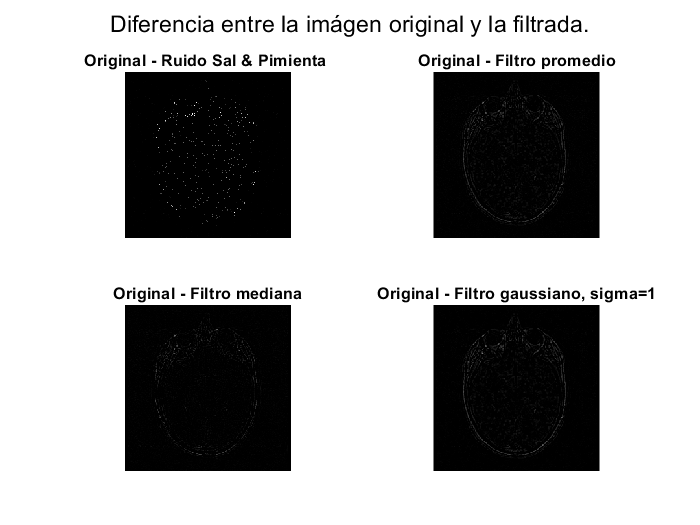 Diferencia entre la imágen original y la filtrada.
Original - Ruido Sal & Pimienta
Original - Filtro promedio
Original - Filtro mediana
Original - Filtro gaussiano, sigma=1